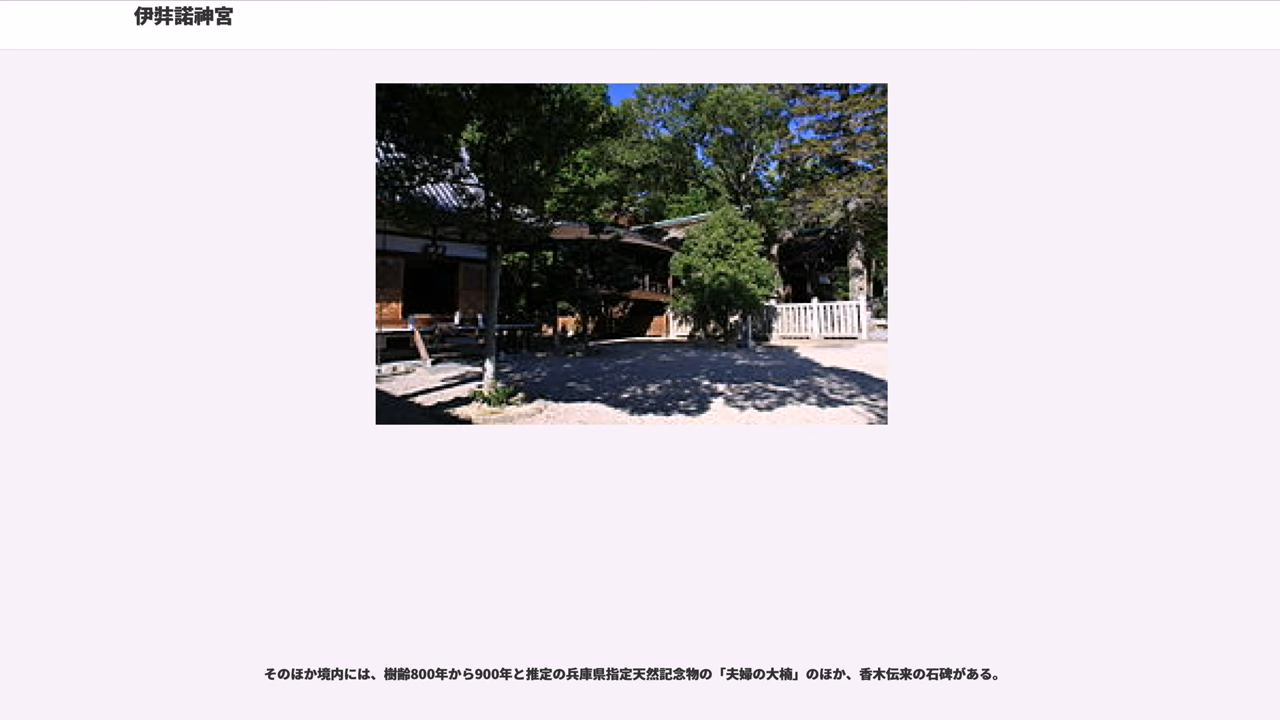 伊弉諾神宮
そのほか境内には、樹齢800年から900年と推定の兵庫県指定天然記念物の「夫婦の大楠」のほか、香木伝来の石碑がある。